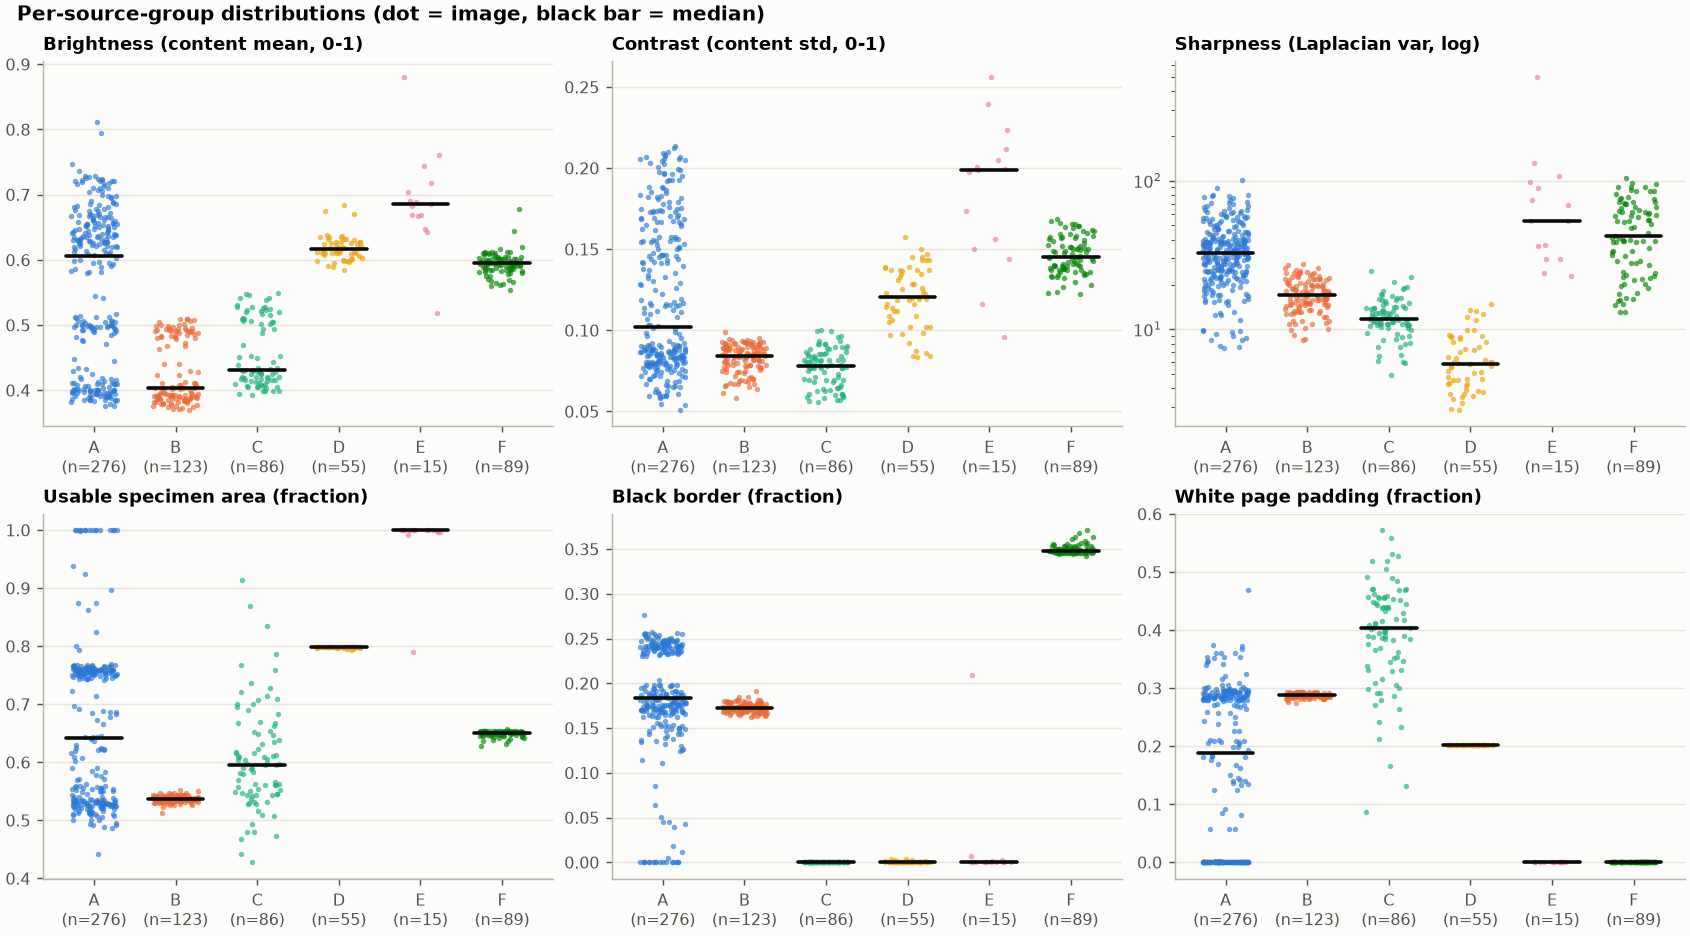 Per-source-group distributions (dot = image, black bar = median)
Brightness (content mean, 0-1)
0.9
0.8
0.7
0.6
0.5
0.4
A B C D E F
(n=276) (n=123) (n=86) (n=55) (n=15) (n=89)
Contrast (content std, 0-1)
0.25
0.20
0.15
0.10
0.05
A B C D E F
(n=276) (n=123) (n=86) (n=55) (n=15) (n=89)
Sharpness (Laplacian var, log)
10²
10¹
A B C D E F
(n=276) (n=123) (n=86) (n=55) (n=15) (n=89)
Usable specimen area (fraction)
1.0
0.9
0.8
0.7
0.6
0.5
0.4
A B C D E F
(n=276) (n=123) (n=86) (n=55) (n=15) (n=89)
Black border (fraction)
0.35
0.30
0.25
0.20
0.15
0.10
0.05
0.00
A B C D E F
(n=276) (n=123) (n=86) (n=55) (n=15) (n=89)
White page padding (fraction)
0.6
0.5
0.4
0.3
0.2
0.1
0.0
A B C D E F
(n=276) (n=123) (n=86) (n=55) (n=15) (n=89)